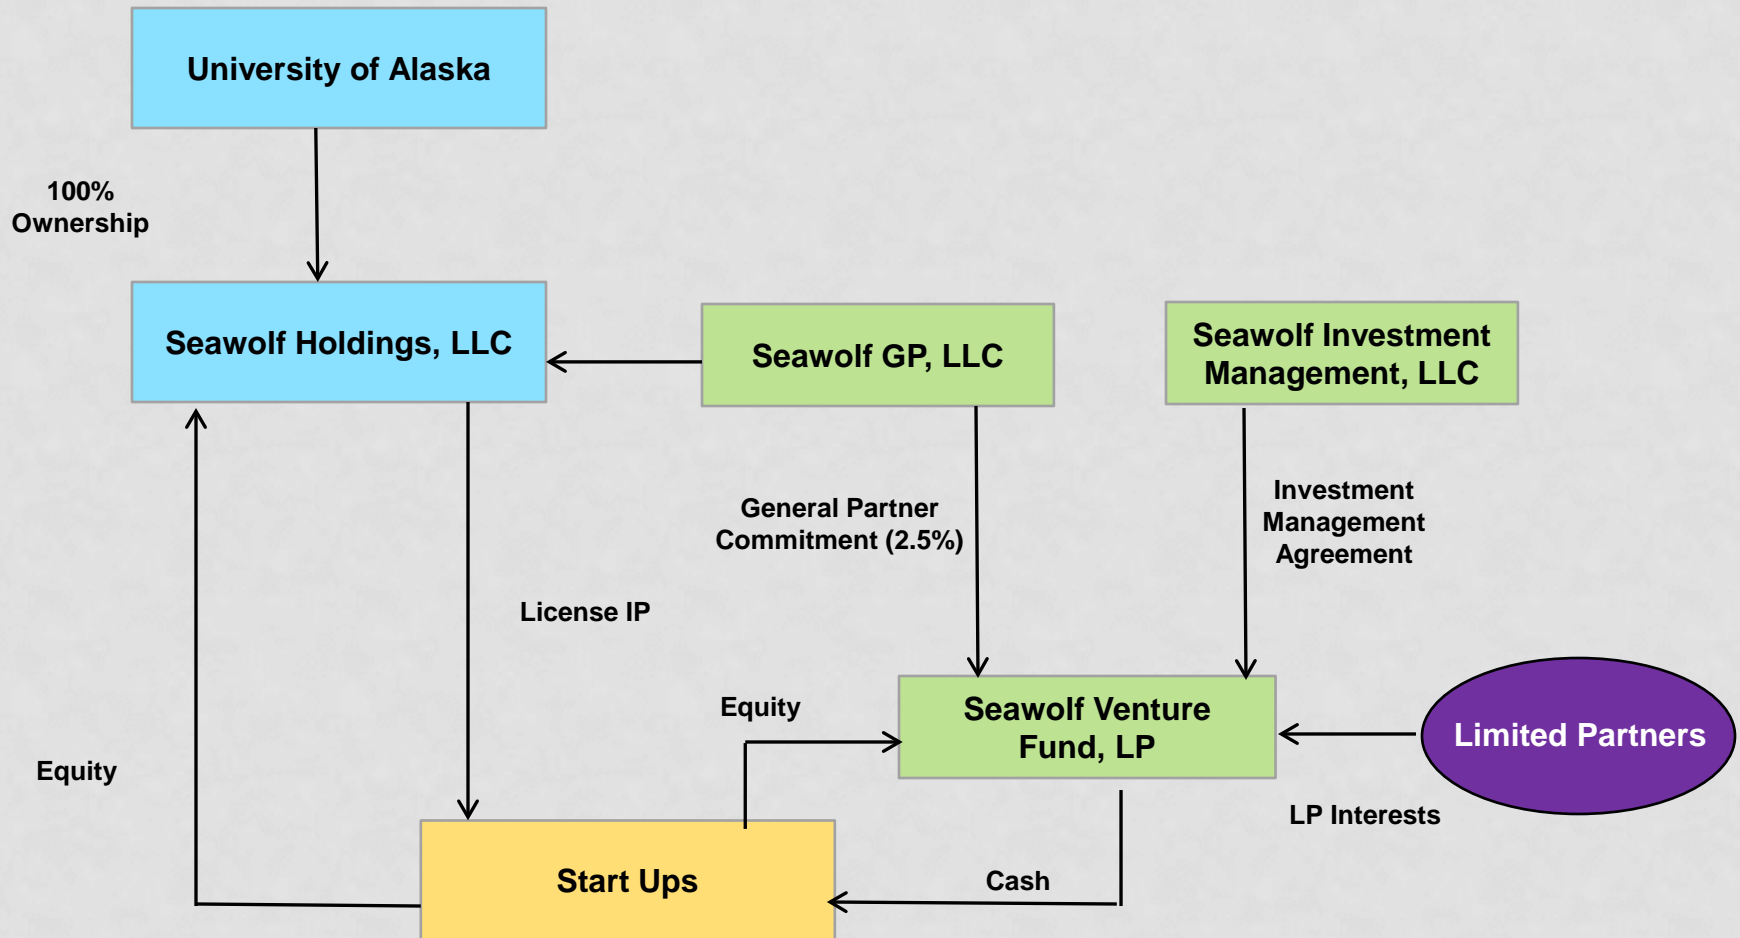 University of Alaska
100%
Ownership
Seawolf Holdings, LLC
Seawolf GP, LLC
Seawolf Investment
Management, LLC
General Partner
Commitment (2.5%)
Investment
Management
Agreement
License IP
Equity
Seawolf Venture
Fund, LP
Limited Partners
Equity
LP Interests
Start Ups
Cash